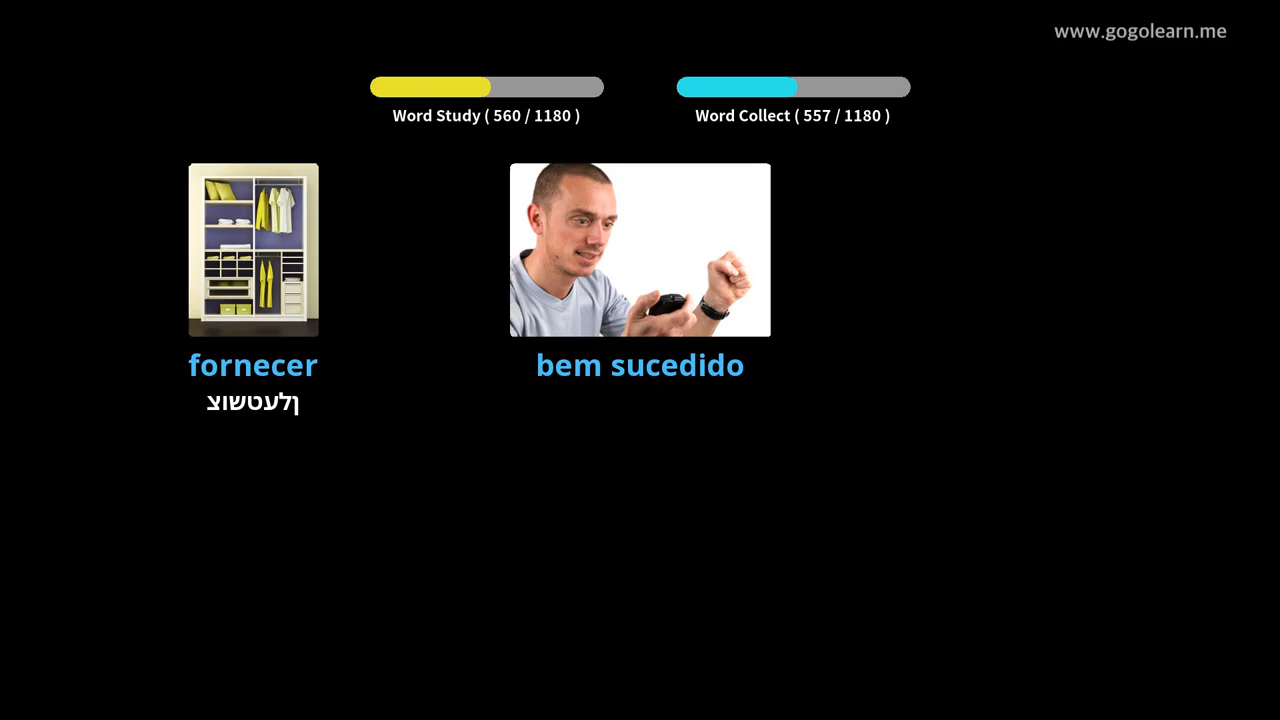 www.gogolearn.me
Word Study ( 560 / 1180 )
Word Collect ( 557 / 1180 )
fornecer
ןלעטשוצ
bem sucedido